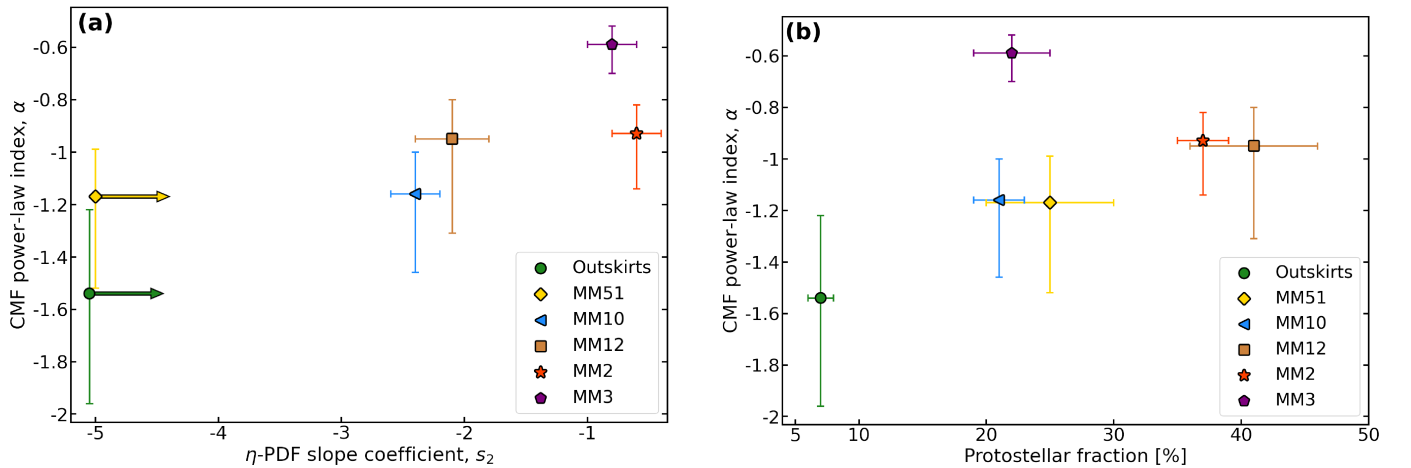 (a)
CMF power-law index, α
-0.6
-0.8
-1
-1.2
-1.4
-1.6
-1.8
-2
-5
-4
-3
-2
-1
η-PDF slope coefficient, s₂
Outskirts
MM51
MM10
MM12
MM2
MM3
(b)
CMF power-law index, α
-0.6
-0.8
-1
-1.2
-1.4
-1.6
-1.8
-2
5
10
20
30
40
50
Protostellar fraction [%]
Outskirts
MM51
MM10
MM12
MM2
MM3